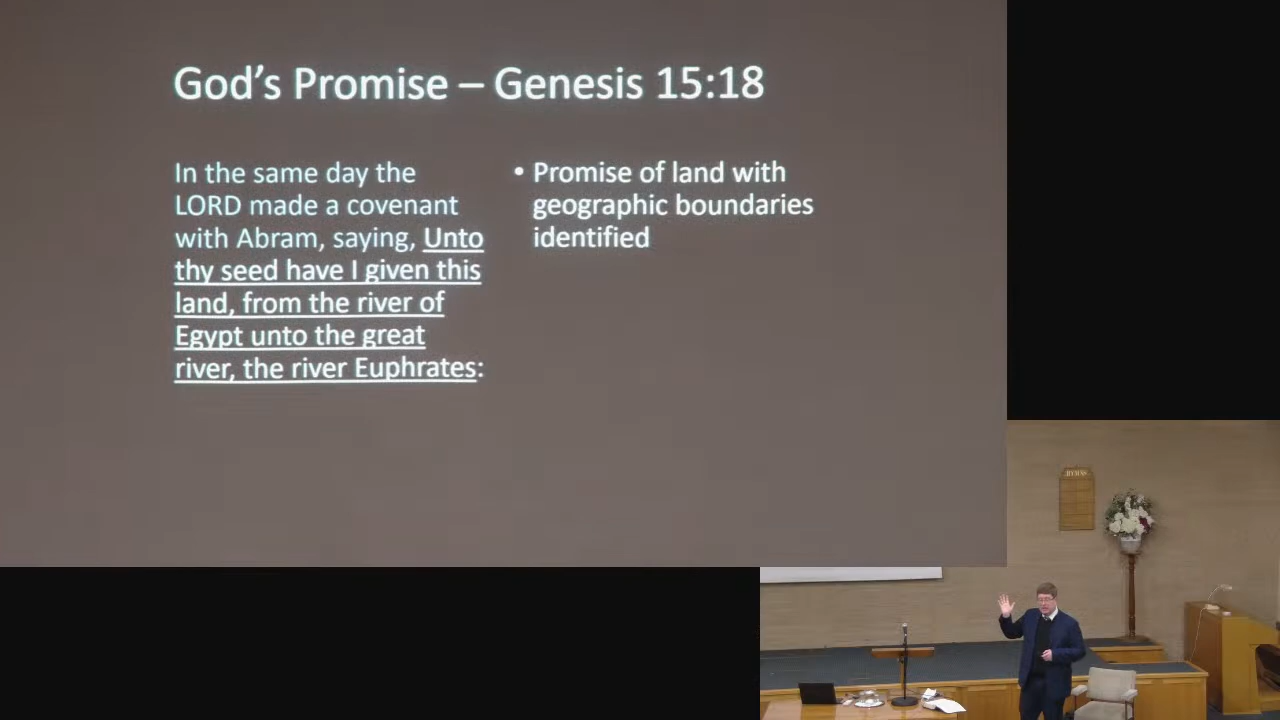 God's Promise – Genesis 15:18
In the same day the
LORD made a covenant
with Abram, saying, Unto
thy seed have I given this
land, from the river of
Egypt unto the great
river, the river Euphrates:
• Promise of land with
geographic boundaries
identified
HYMNS